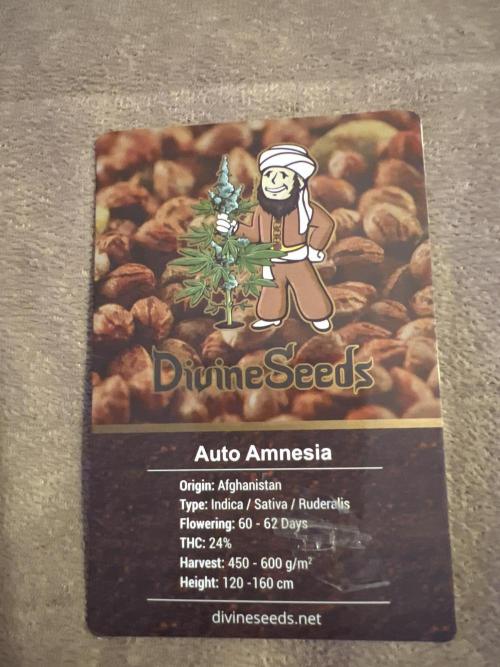 DivineSeeds
Auto Amnesia
Origin: Afghanistan
Type: Indica / Sativa / Ruderalis
Flowering: 60 - 62 Days
THC: 24%
Harvest: 450 - 600 g/m²
Height: 120 -160 cm
divineseeds.net